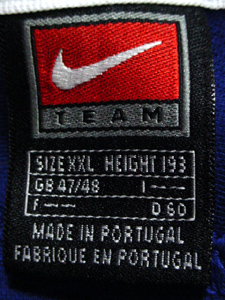 TEAM
SIZE XXL HEIGHT 193
GB 47/48 I ---
F --- D 60
MADE IN PORTUGAL
FABRIQUE EN PORTUGAL